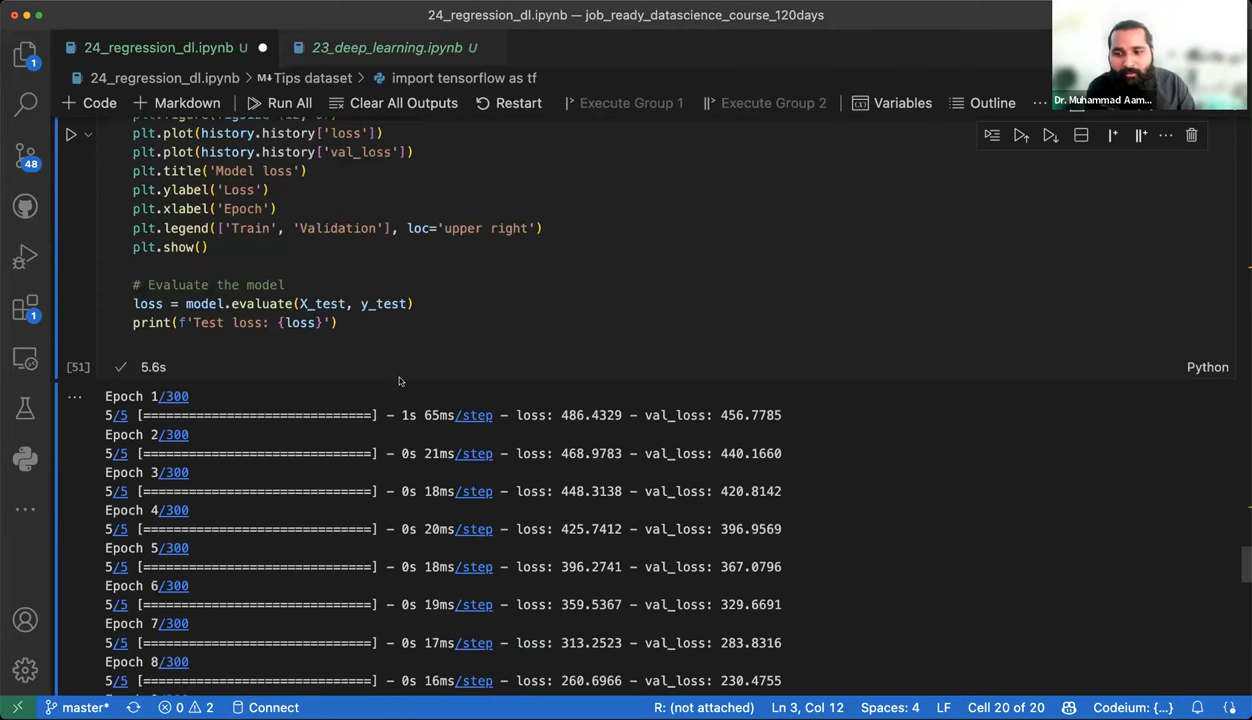 24_regression_dl.ipynb — job_ready_datascience_course_120days
24_regression_dl.ipynb U
23_deep_learning.ipynb U
24_regression_dl.ipynb > M↓Tips dataset > import tensorflow as tf
+ Code + Markdown Run All Clear All Outputs Restart Execute Group 1 Execute Group 2 Variables Outline ...
Dr. Muhammad Aam...
1
48
1
plt.plot(history.history['loss'])
plt.plot(history.history['val_loss'])
plt.title('Model loss')
plt.ylabel('Loss')
plt.xlabel('Epoch')
plt.legend(['Train', 'Validation'], loc='upper right')
plt.show()
# Evaluate the model
loss = model.evaluate(X_test, y_test)
print(f'Test loss: {loss}')
[51] ✓ 5.6s Python
... Epoch 1/300
5/5 [==============================] - 1s 65ms/step - loss: 486.4329 - val_loss: 456.7785
Epoch 2/300
5/5 [==============================] - 0s 21ms/step - loss: 468.9783 - val_loss: 440.1660
Epoch 3/300
5/5 [==============================] - 0s 18ms/step - loss: 448.3138 - val_loss: 420.8142
Epoch 4/300
5/5 [==============================] - 0s 20ms/step - loss: 425.7412 - val_loss: 396.9569
Epoch 5/300
5/5 [==============================] - 0s 18ms/step - loss: 396.2741 - val_loss: 367.0796
Epoch 6/300
5/5 [==============================] - 0s 19ms/step - loss: 359.5367 - val_loss: 329.6691
Epoch 7/300
5/5 [==============================] - 0s 17ms/step - loss: 313.2523 - val_loss: 283.8316
Epoch 8/300
5/5 [==============================] - 0s 16ms/step - loss: 260.6966 - val_loss: 230.4755
master* 0 2 Connect R: (not attached) Ln 3, Col 12 Spaces: 4 LF Cell 20 of 20 Codeium: {...}